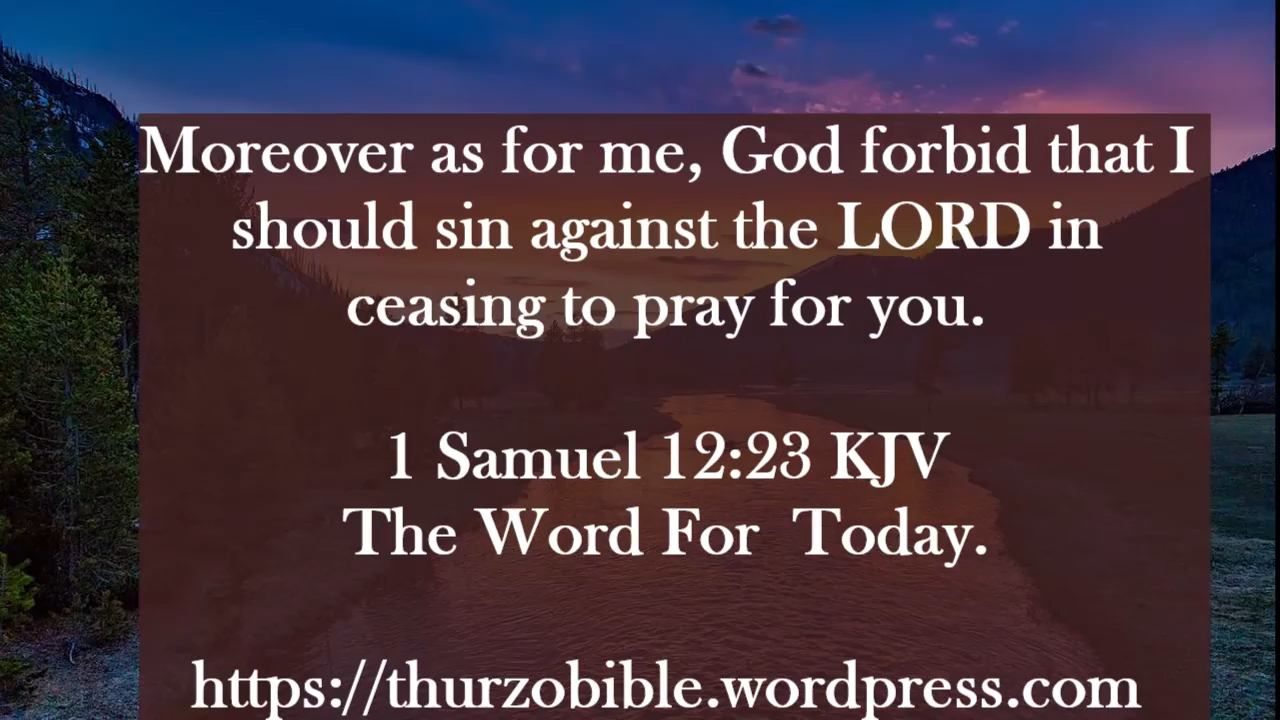 Moreover as for me, God forbid that I
should sin against the LORD in
ceasing to pray for you.
1 Samuel 12:23 KJV
The Word For Today.
https://thurzobible.wordpress.com